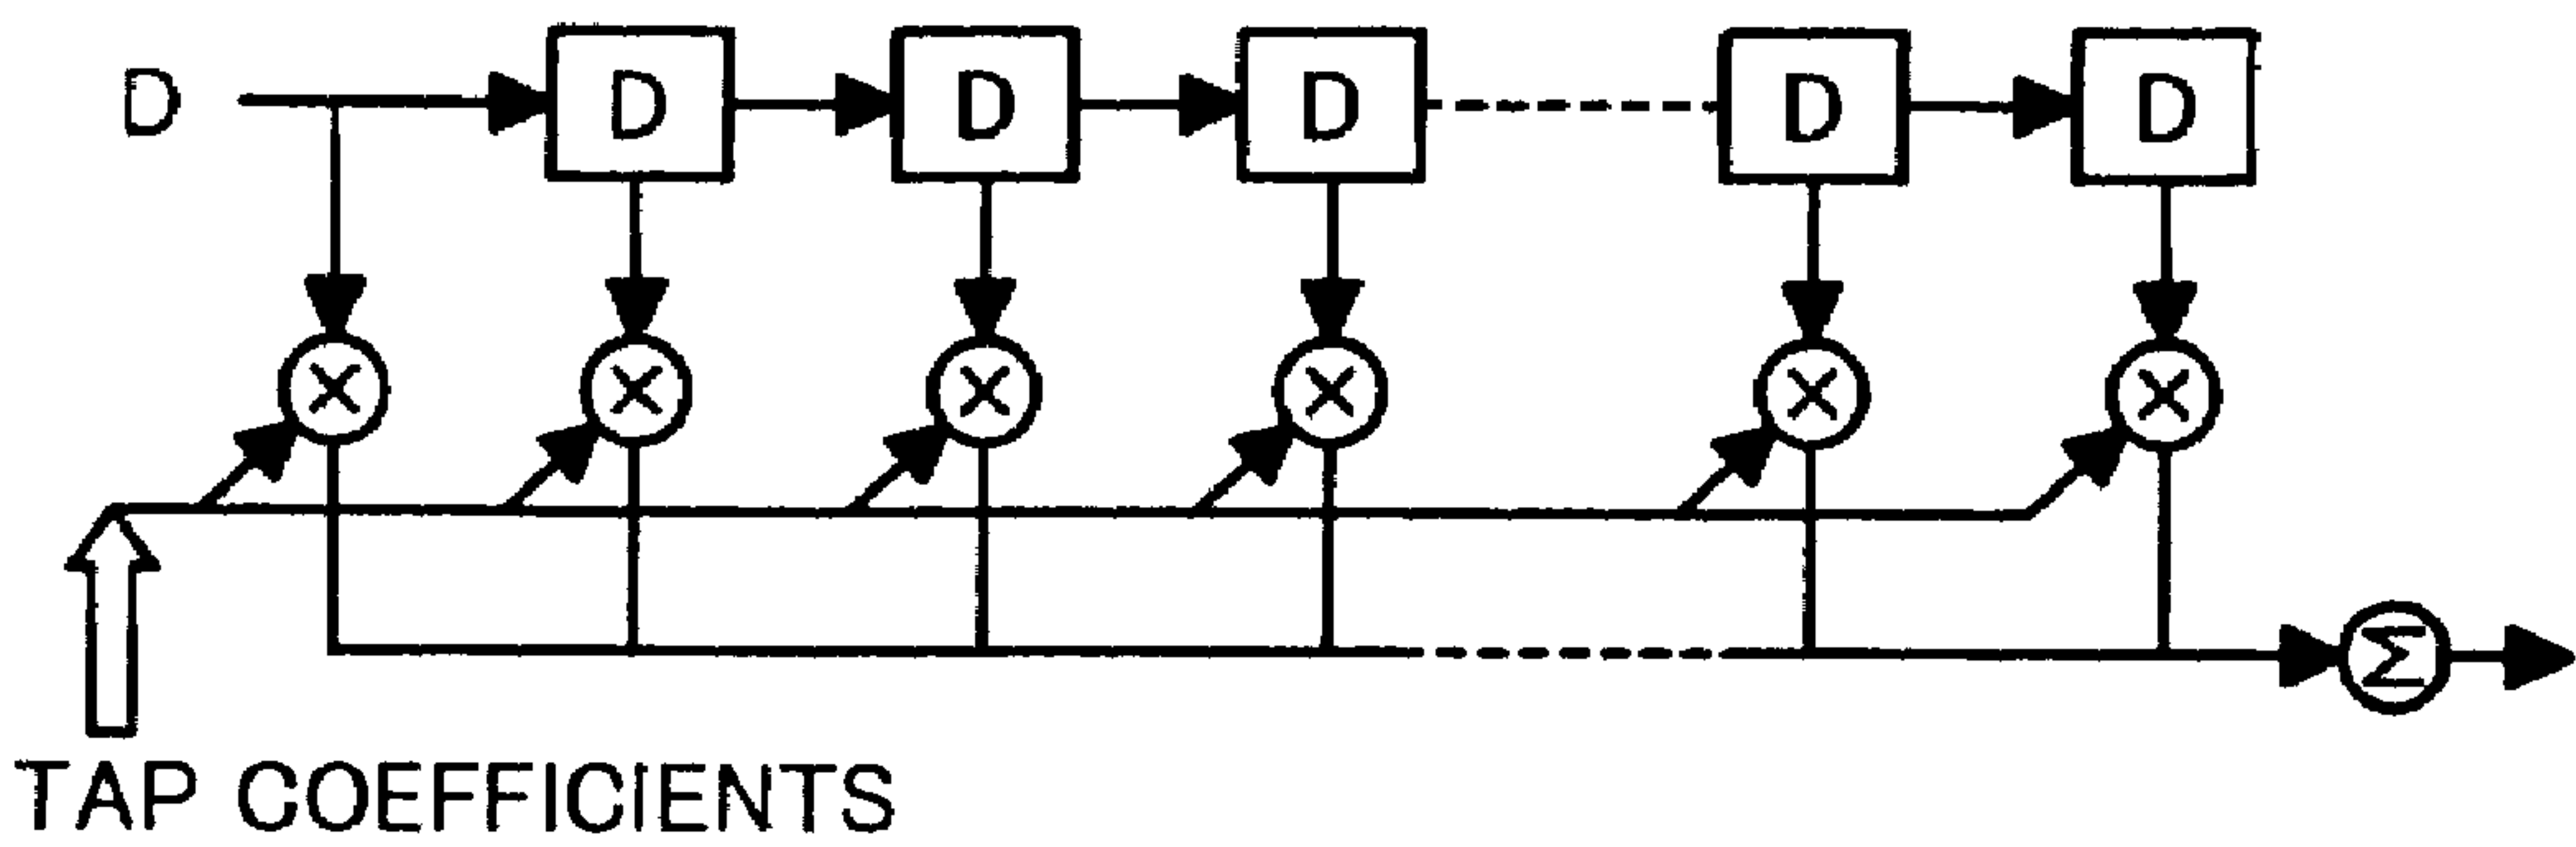 D D D D D D
× × × × × ×
Σ
TAP COEFFICIENTS